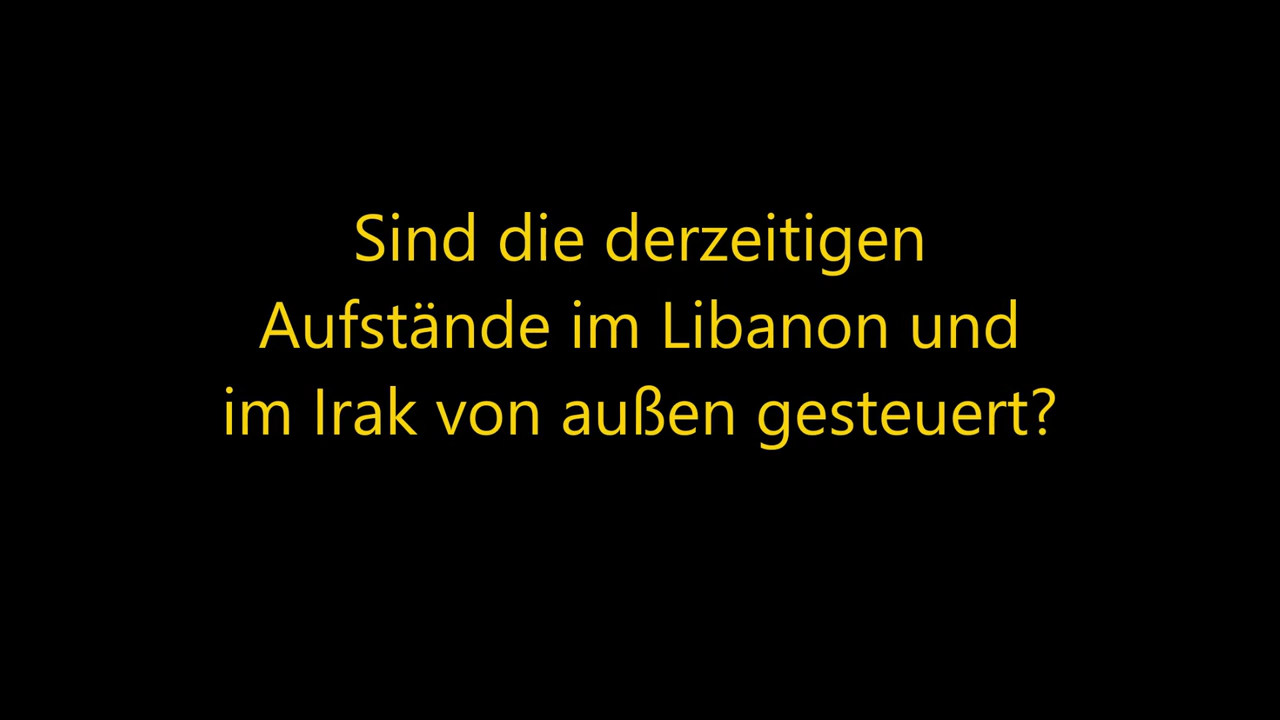 Sind die derzeitigen
Aufstände im Libanon und
im Irak von außen gesteuert?